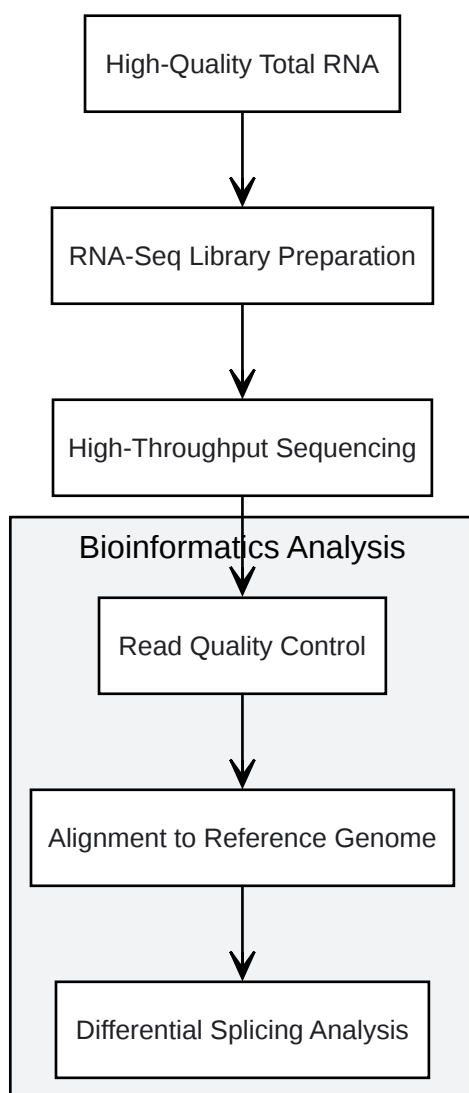 High-Quality Total RNA
RNA-Seq Library Preparation
High-Throughput Sequencing
Bioinformatics Analysis
Read Quality Control
Alignment to Reference Genome
Differential Splicing Analysis